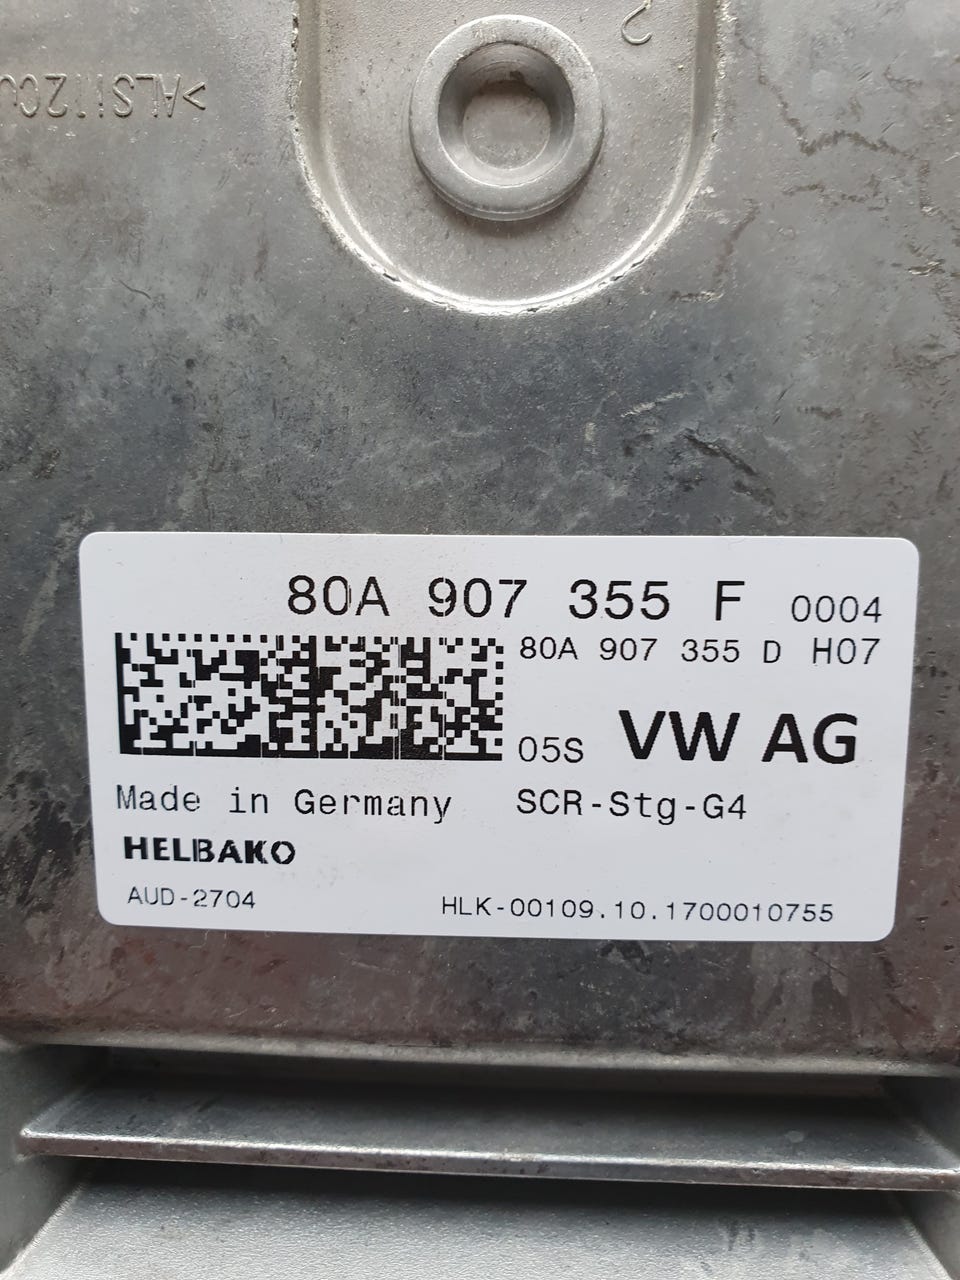 80A 907 355 F 0004
80A 907 355 D H07
05S VW AG
Made in Germany SCR-Stg-G4
HELBAKO
AUD-2704 HLK-00109.10.1700010755